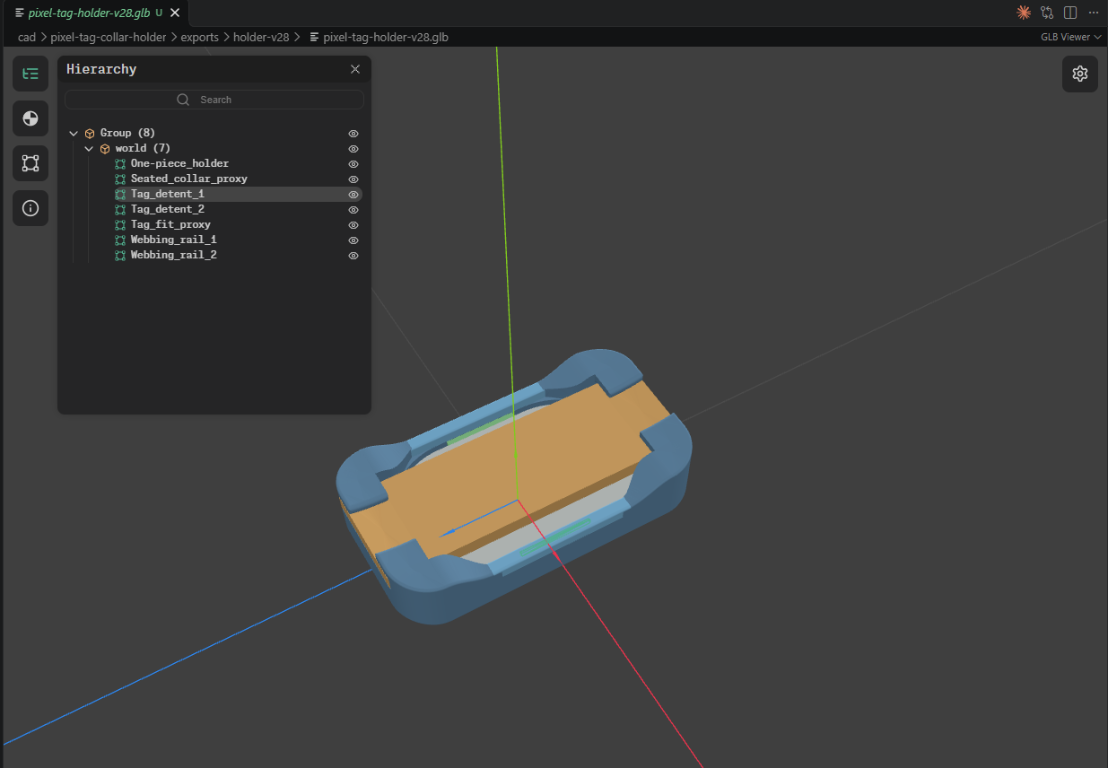 pixel-tag-holder-v28.glb U
cad > pixel-tag-collar-holder > exports > holder-v28 > pixel-tag-holder-v28.glb
GLB Viewer
Hierarchy
Search
Group (8)
world (7)
One-piece_holder
Seated_collar_proxy
Tag_detent_1
Tag_detent_2
Tag_fit_proxy
Webbing_rail_1
Webbing_rail_2